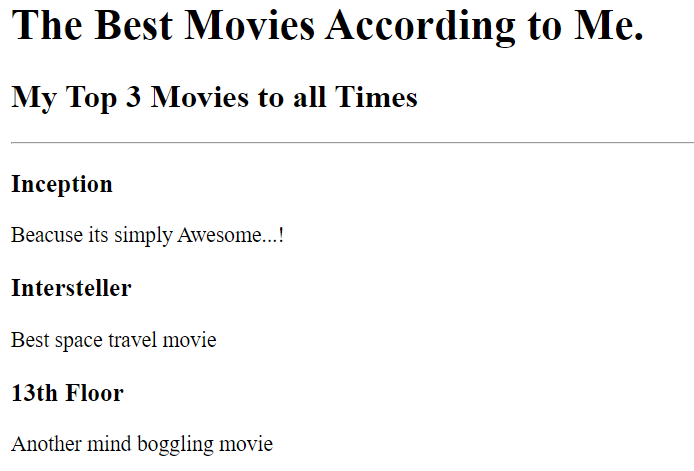 The Best Movies According to Me.
My Top 3 Movies to all Times
Inception
Beacuse its simply Awesome...!
Intersteller
Best space travel movie
13th Floor
Another mind boggling movie